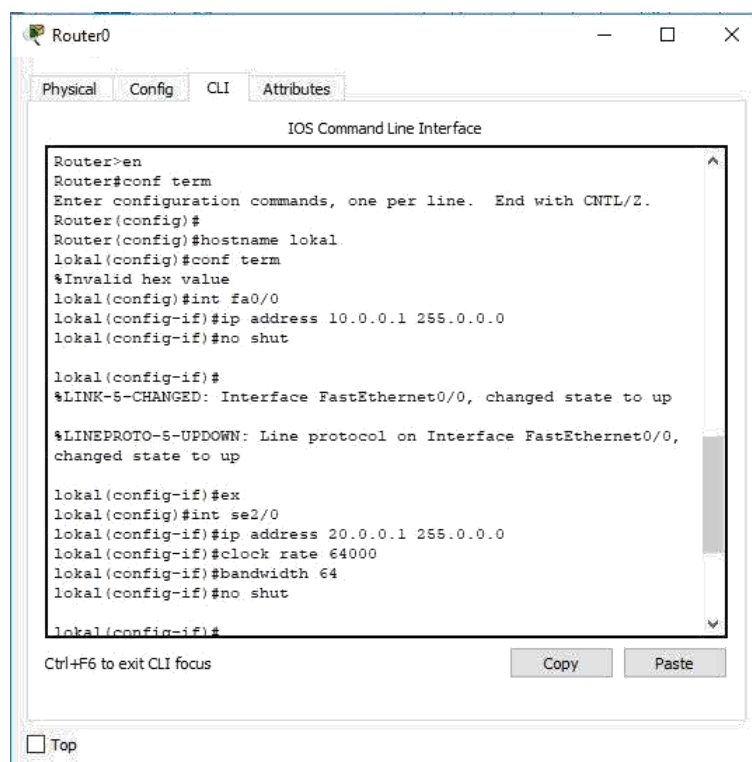 Router0
Physical Config CLI Attributes
IOS Command Line Interface
Router>en
Router#conf term
Enter configuration commands, one per line.  End with CNTL/Z.
Router(config)#
Router(config)#hostname lokal
lokal(config)#conf term
%Invalid hex value
lokal(config)#int fa0/0
lokal(config-if)#ip address 10.0.0.1 255.0.0.0
lokal(config-if)#no shut
lokal(config-if)#
%LINK-5-CHANGED: Interface FastEthernet0/0, changed state to up
%LINEPROTO-5-UPDOWN: Line protocol on Interface FastEthernet0/0,
changed state to up
lokal(config-if)#ex
lokal(config)#int se2/0
lokal(config-if)#ip address 20.0.0.1 255.0.0.0
lokal(config-if)#clock rate 64000
lokal(config-if)#bandwidth 64
lokal(config-if)#no shut
lokal(config-if)#
Ctrl+F6 to exit CLI focus
Copy Paste
Top